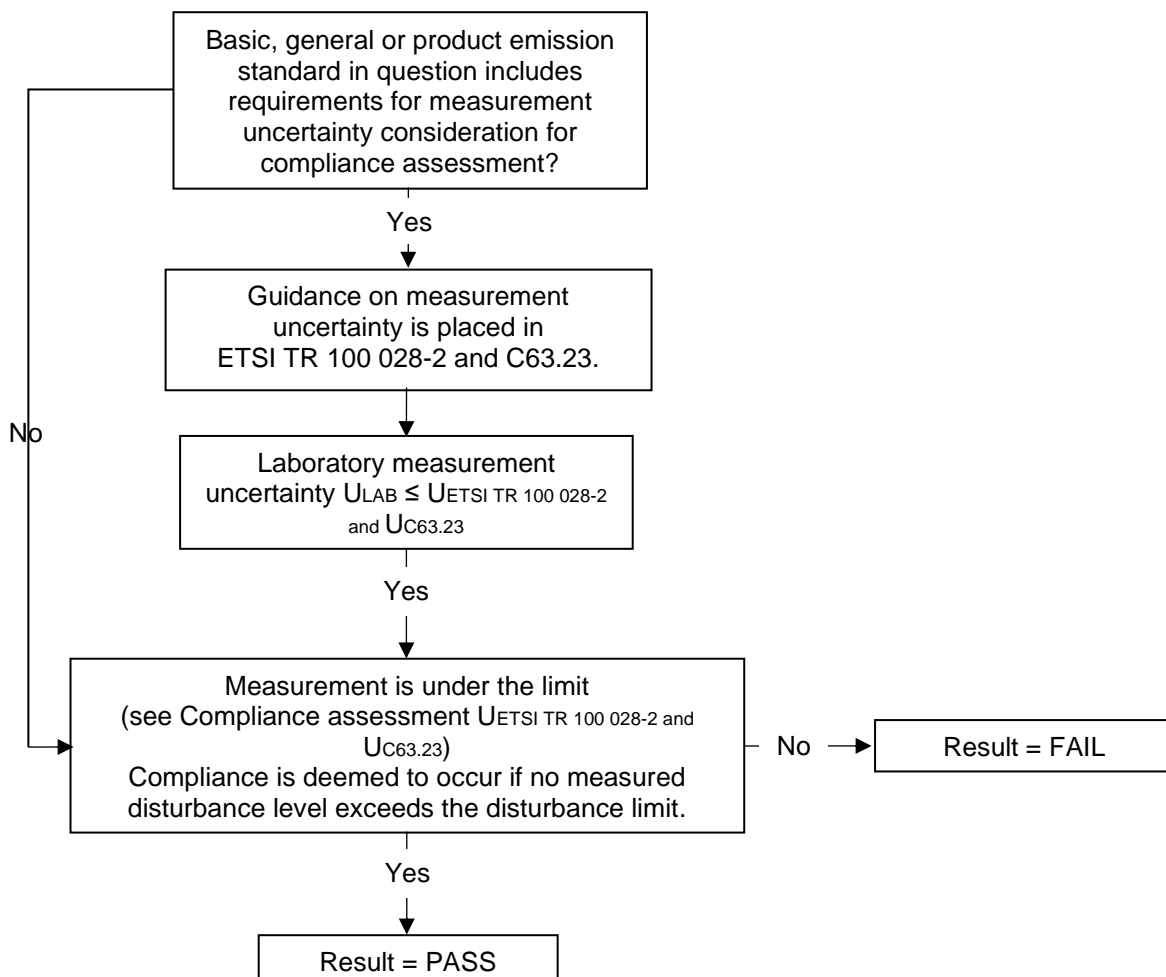 Basic, general or product emission
standard in question includes
requirements for measurement
uncertainty consideration for
compliance assessment?
Yes
Guidance on measurement
uncertainty is placed in
ETSI TR 100 028-2 and C63.23.
No
Laboratory measurement
uncertainty ULAB ≤ UETSI TR 100 028-2
and UC63.23
Yes
Measurement is under the limit
(see Compliance assessment UETSI TR 100 028-2 and
UC63.23)
Compliance is deemed to occur if no measured
disturbance level exceeds the disturbance limit.
No
Result = FAIL
Yes
Result = PASS